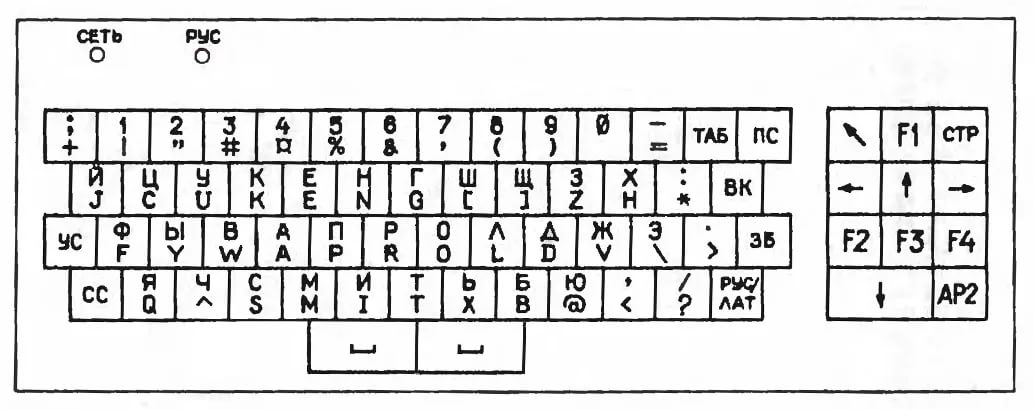 СЕТЬ РУС
; 1 2 3 4 5 6 7 8 9 0 -
+ ! " # ¤ % & ' ( ) = ТАБ ПС
Й Ц У К Е Н Г Ш Щ З Х :
J C U K E N G [ ] Z H * ВК
УС Ф Ы В А П Р О Л Д Ж Э . ЗБ
F Y W A P R O L D V \ >
СС Я Ч С М И Т Ь Б Ю , / РУС/
Q ^ S M I T X B @ < ? ЛАТ
↖ F1 СТР
← ↑ →
F2 F3 F4
↓ АР2